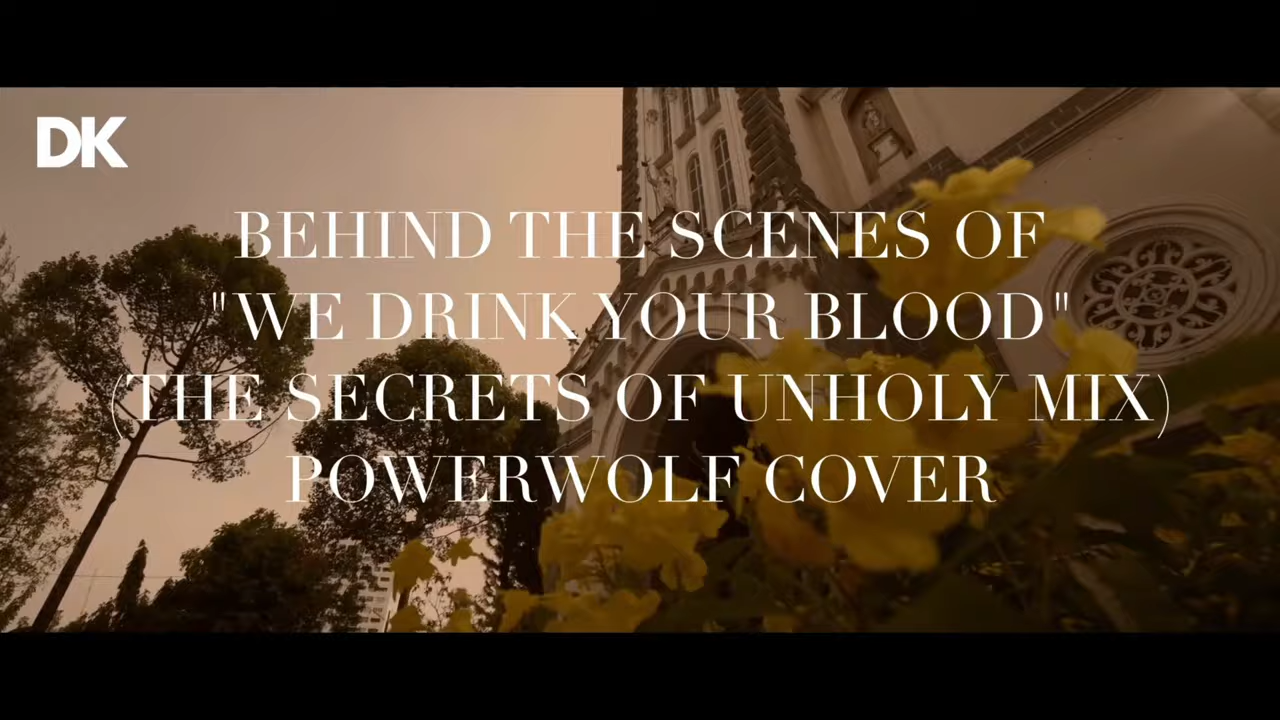 DK
BEHIND THE SCENES OF
"WE DRINK YOUR BLOOD"
(THE SECRETS OF UNHOLY MIX)
POWERWOLF COVER